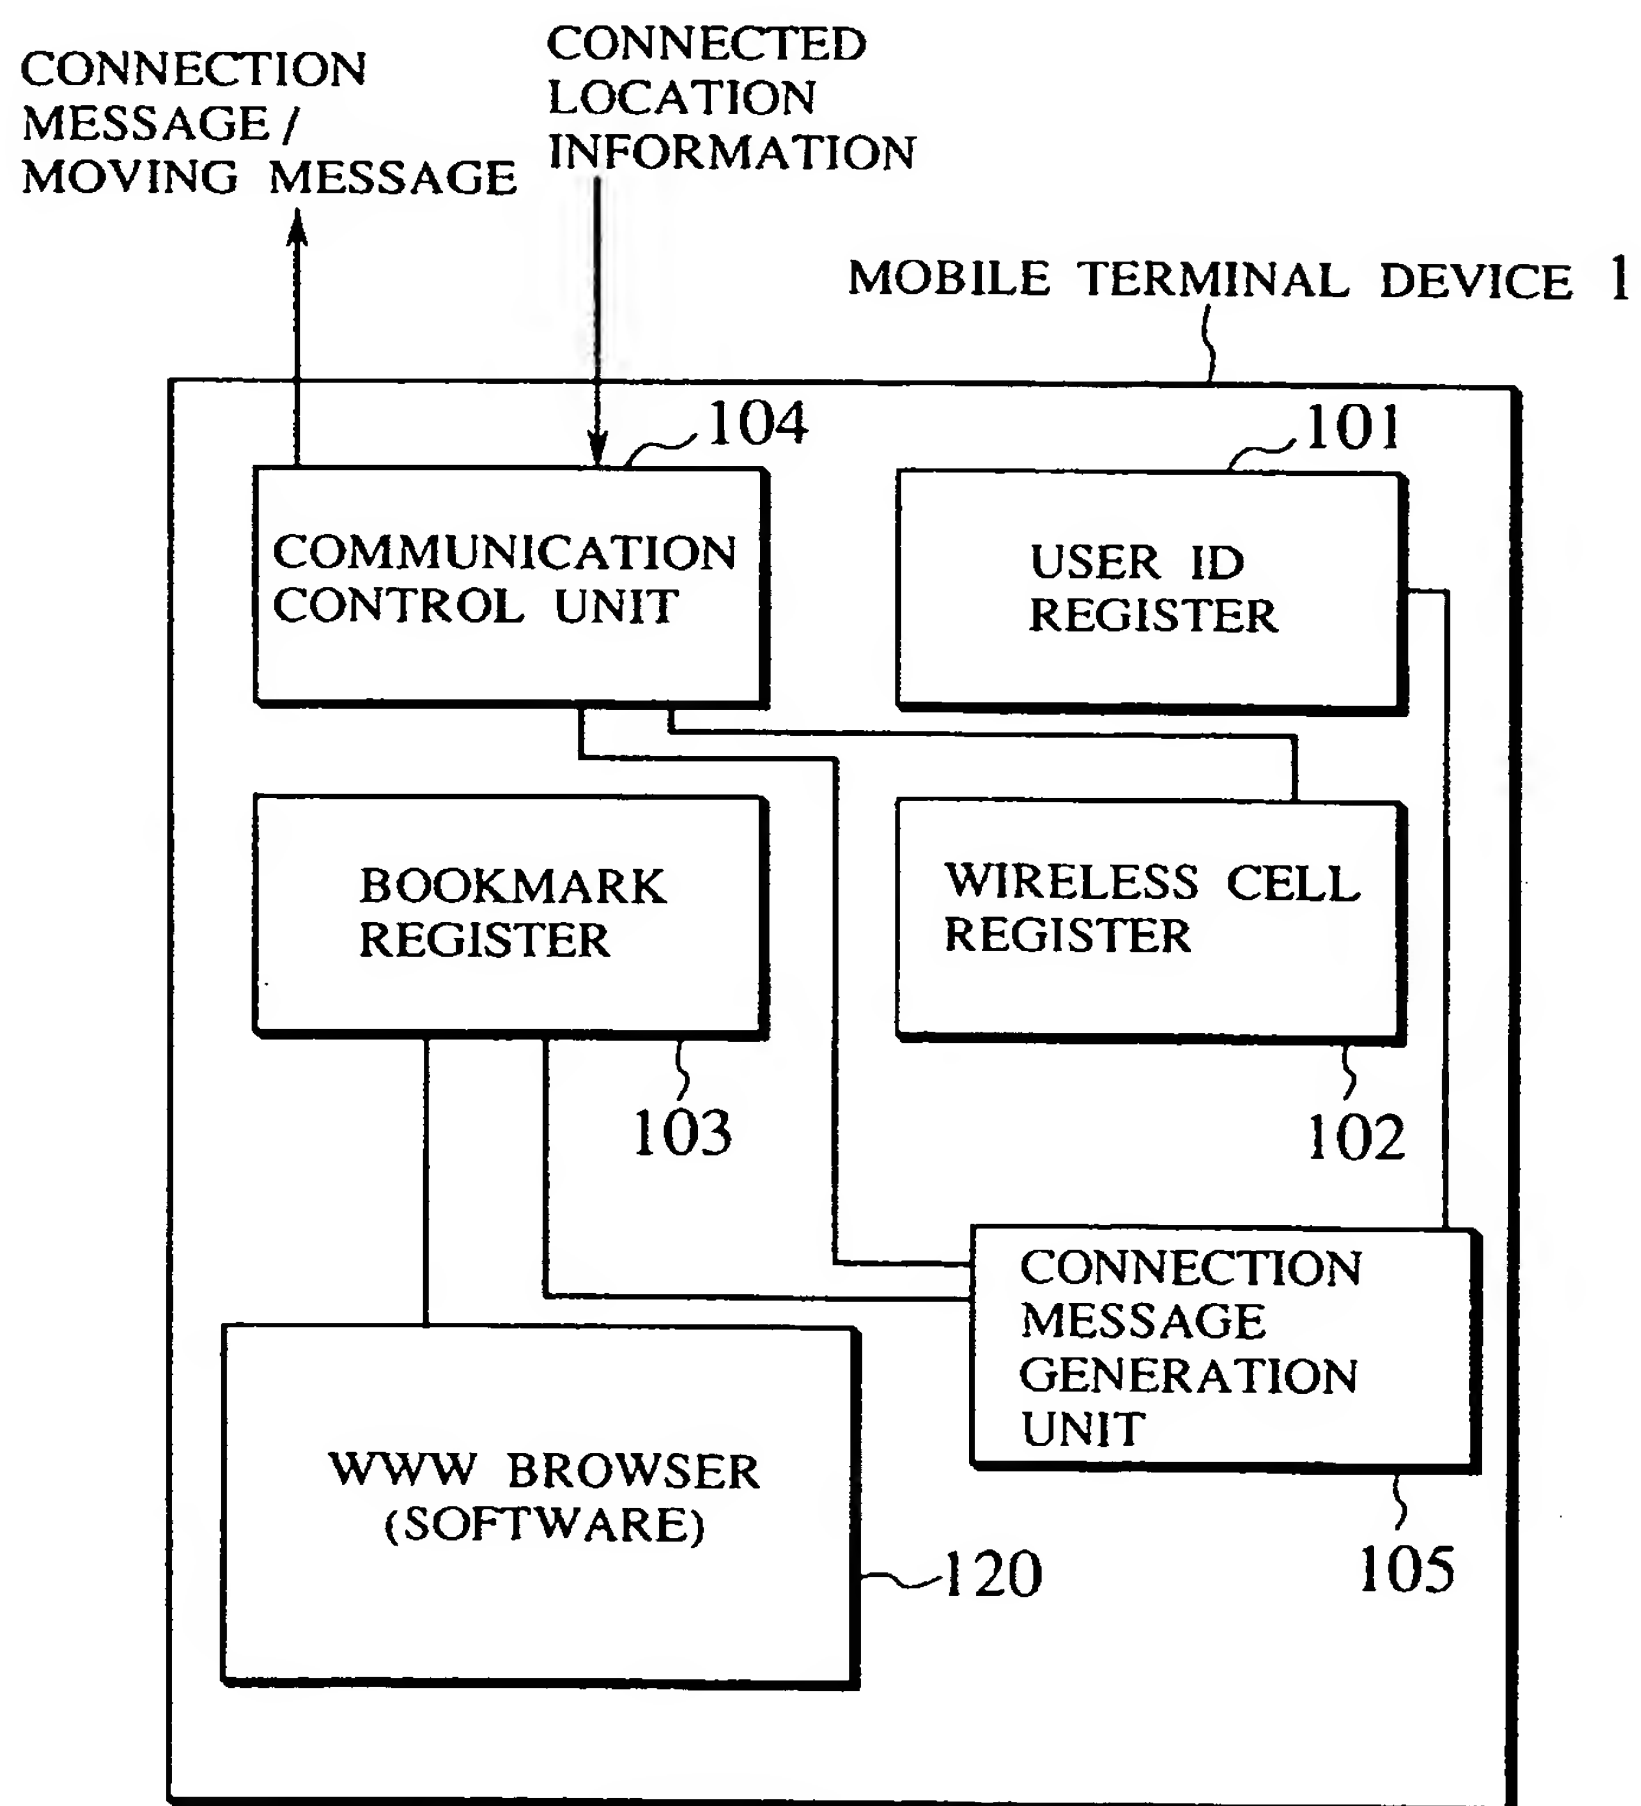 CONNECTION
MESSAGE /
MOVING MESSAGE
CONNECTED
LOCATION
INFORMATION
MOBILE TERMINAL DEVICE 1
104
101
COMMUNICATION
CONTROL UNIT
USER ID
REGISTER
BOOKMARK
REGISTER
WIRELESS CELL
REGISTER
103
102
CONNECTION
MESSAGE
GENERATION
UNIT
WWW BROWSER
(SOFTWARE)
120
105